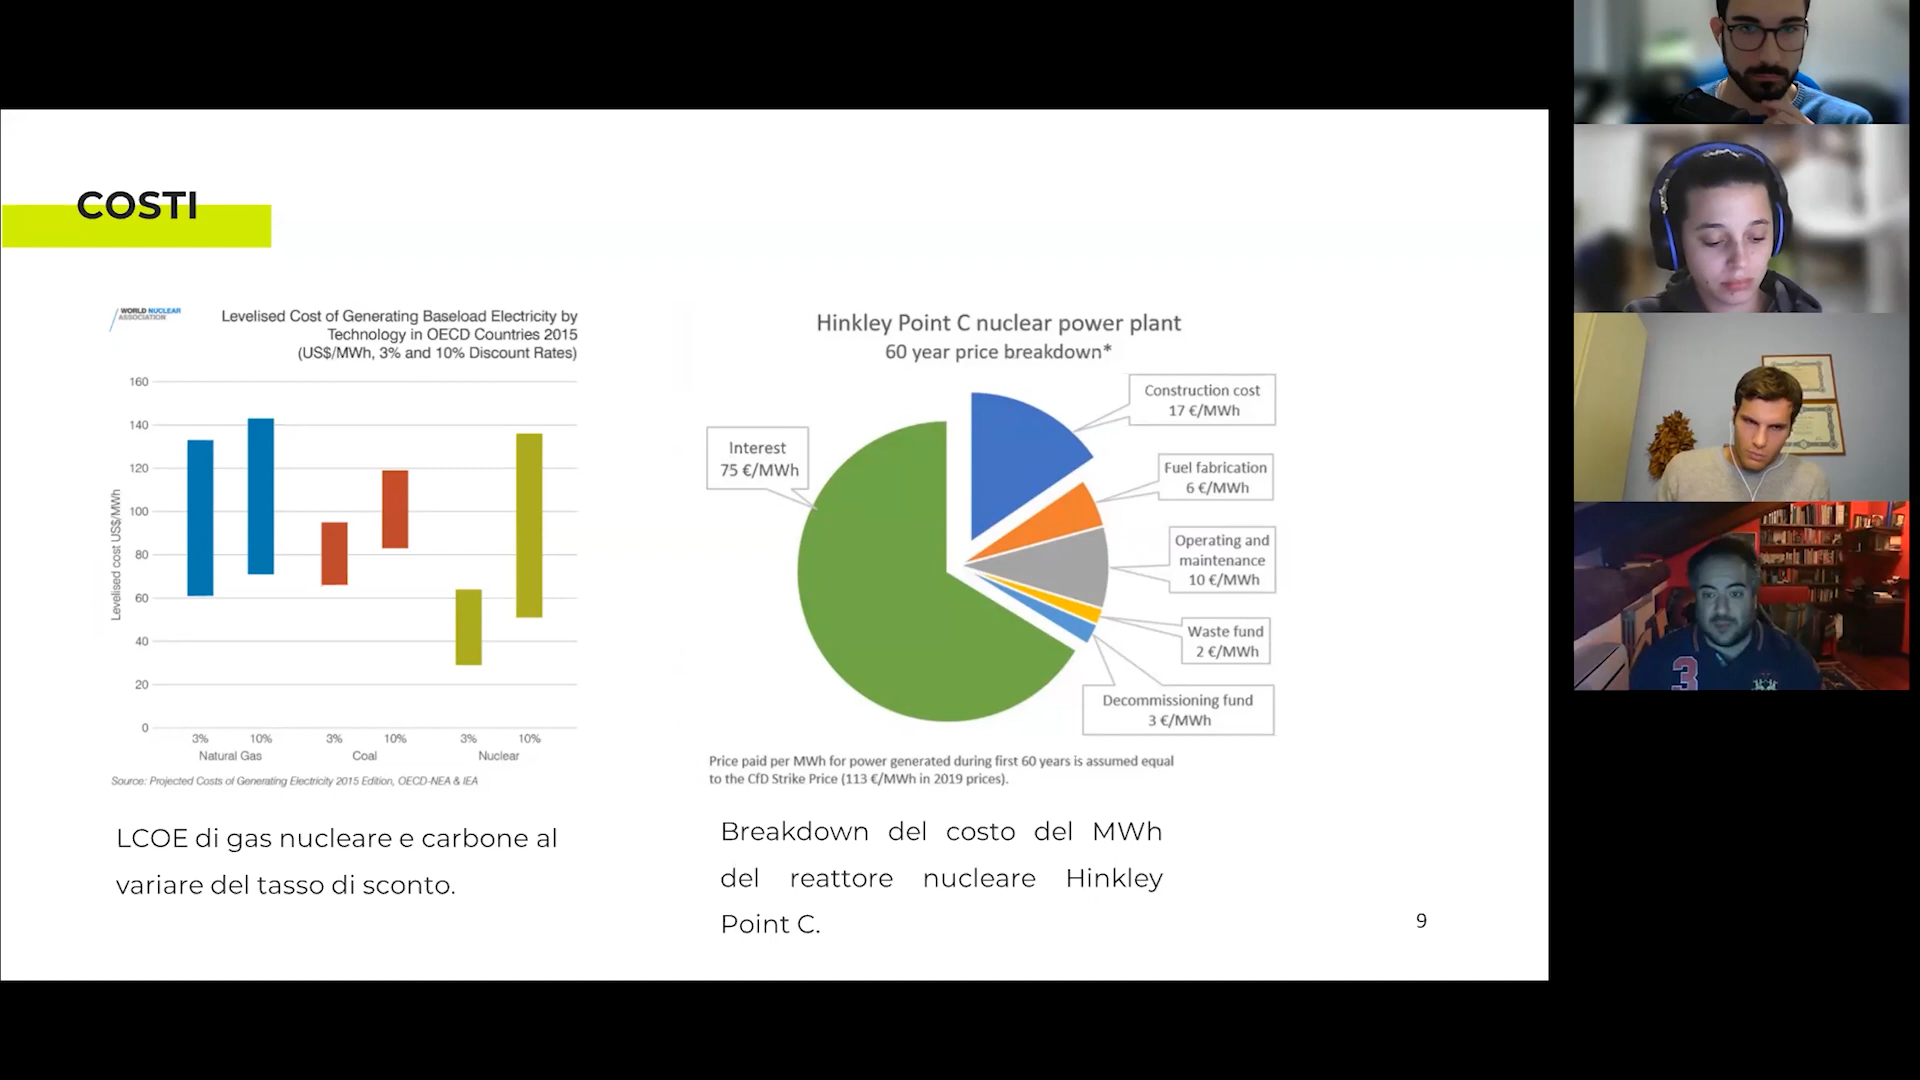 COSTI
WORLD NUCLEAR
ASSOCIATION
Levelised Cost of Generating Baseload Electricity by
Technology in OECD Countries 2015
(US$/MWh, 3% and 10% Discount Rates)
Levelised cost US$/MWh
160
140
120
100
80
60
40
20
0
3% 10% 3% 10% 3% 10%
Natural Gas Coal Nuclear
Source: Projected Costs of Generating Electricity 2015 Edition, OECD-NEA & IEA
LCOE di gas nucleare e carbone al
variare del tasso di sconto.
Hinkley Point C nuclear power plant
60 year price breakdown*
Interest
75 €/MWh
Construction cost
17 €/MWh
Fuel fabrication
6 €/MWh
Operating and
maintenance
10 €/MWh
Waste fund
2 €/MWh
Decommissioning fund
3 €/MWh
Price paid per MWh for power generated during first 60 years is assumed equal
to the CfD Strike Price (113 €/MWh in 2019 prices).
Breakdown del costo del MWh
del reattore nucleare Hinkley
Point C.
9
3